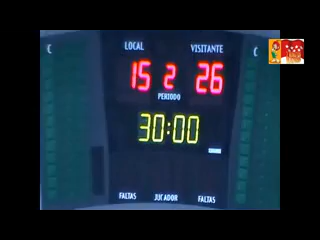 LOCAL VISITANTE
15 2 26
PERIODO
30:00
FALTAS JUGADOR FALTAS